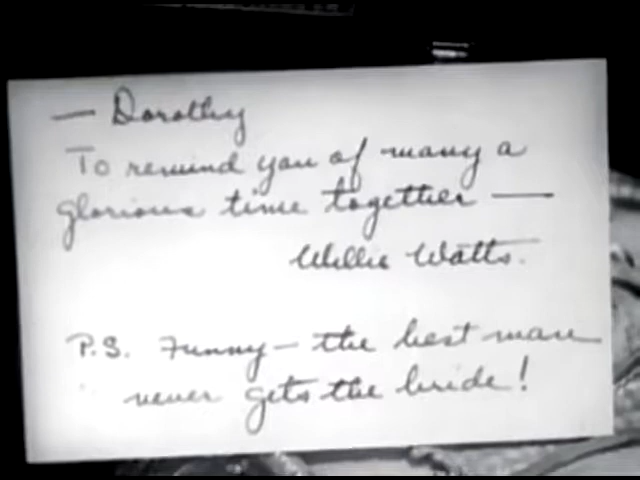 — Dorothy
To remind you of many a
glorious time together —
Willie Watts.
P.S. Funny — the best man
never gets the bride!